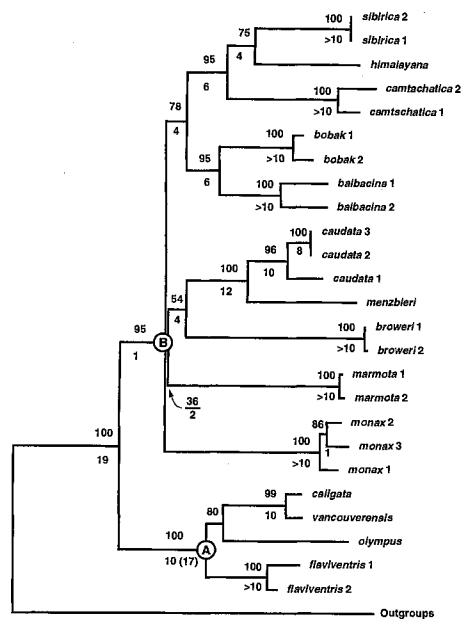 100
sibirica 2
75
>10
sibirica 1
95
4
himalayana
6
100
camtschatica 2
78
>10
camtschatica 1
4
100
bobak 1
95
>10
bobak 2
6
100
baibacina 1
>10
baibacina 2
100
caudata 3
96
8
caudata 2
100
10
caudata 1
12
54
menzbieri
4
100
broweri 1
95
B
>10
broweri 2
1
100
marmota 1
36
2
>10
marmota 2
86
monax 2
100
1
monax 3
100
>10
monax 1
19
99
caligata
80
10
vancouverensis
100
A
olympus
10 (17)
100
flaviventris 1
>10
flaviventris 2
Outgroups